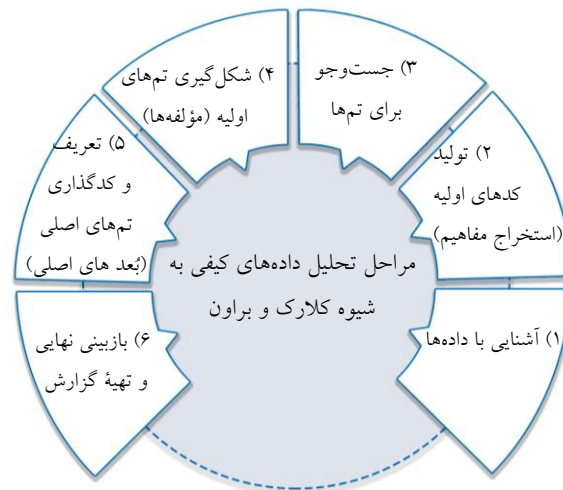 مراحل تحلیل داده‌های کیفی به
شیوه کلارک و براون
۱) آشنایی با داده‌ها
۲) تولید
کدهای اولیه
(استخراج مفاهیم)
۳) جست‌وجو
برای تم‌ها
۴) شکل‌گیری تم‌های
اولیه (مؤلفه‌ها)
۵) تعریف
و کدگذاری
تم‌های اصلی
(بُعد های اصلی)
۶) بازبینی نهایی
و تهیۀ گزارش